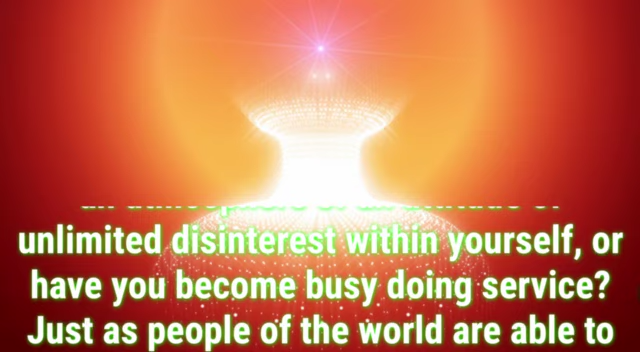 unlimited disinterest within yourself, or
have you become busy doing service?
Just as people of the world are able to